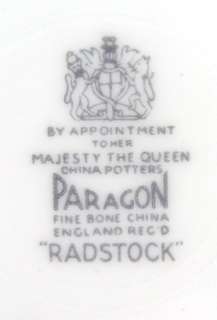 BY APPOINTMENT
TO HER
MAJESTY THE QUEEN
CHINA POTTERS
PARAGON
FINE BONE CHINA
ENGLAND REG'D
"RADSTOCK"